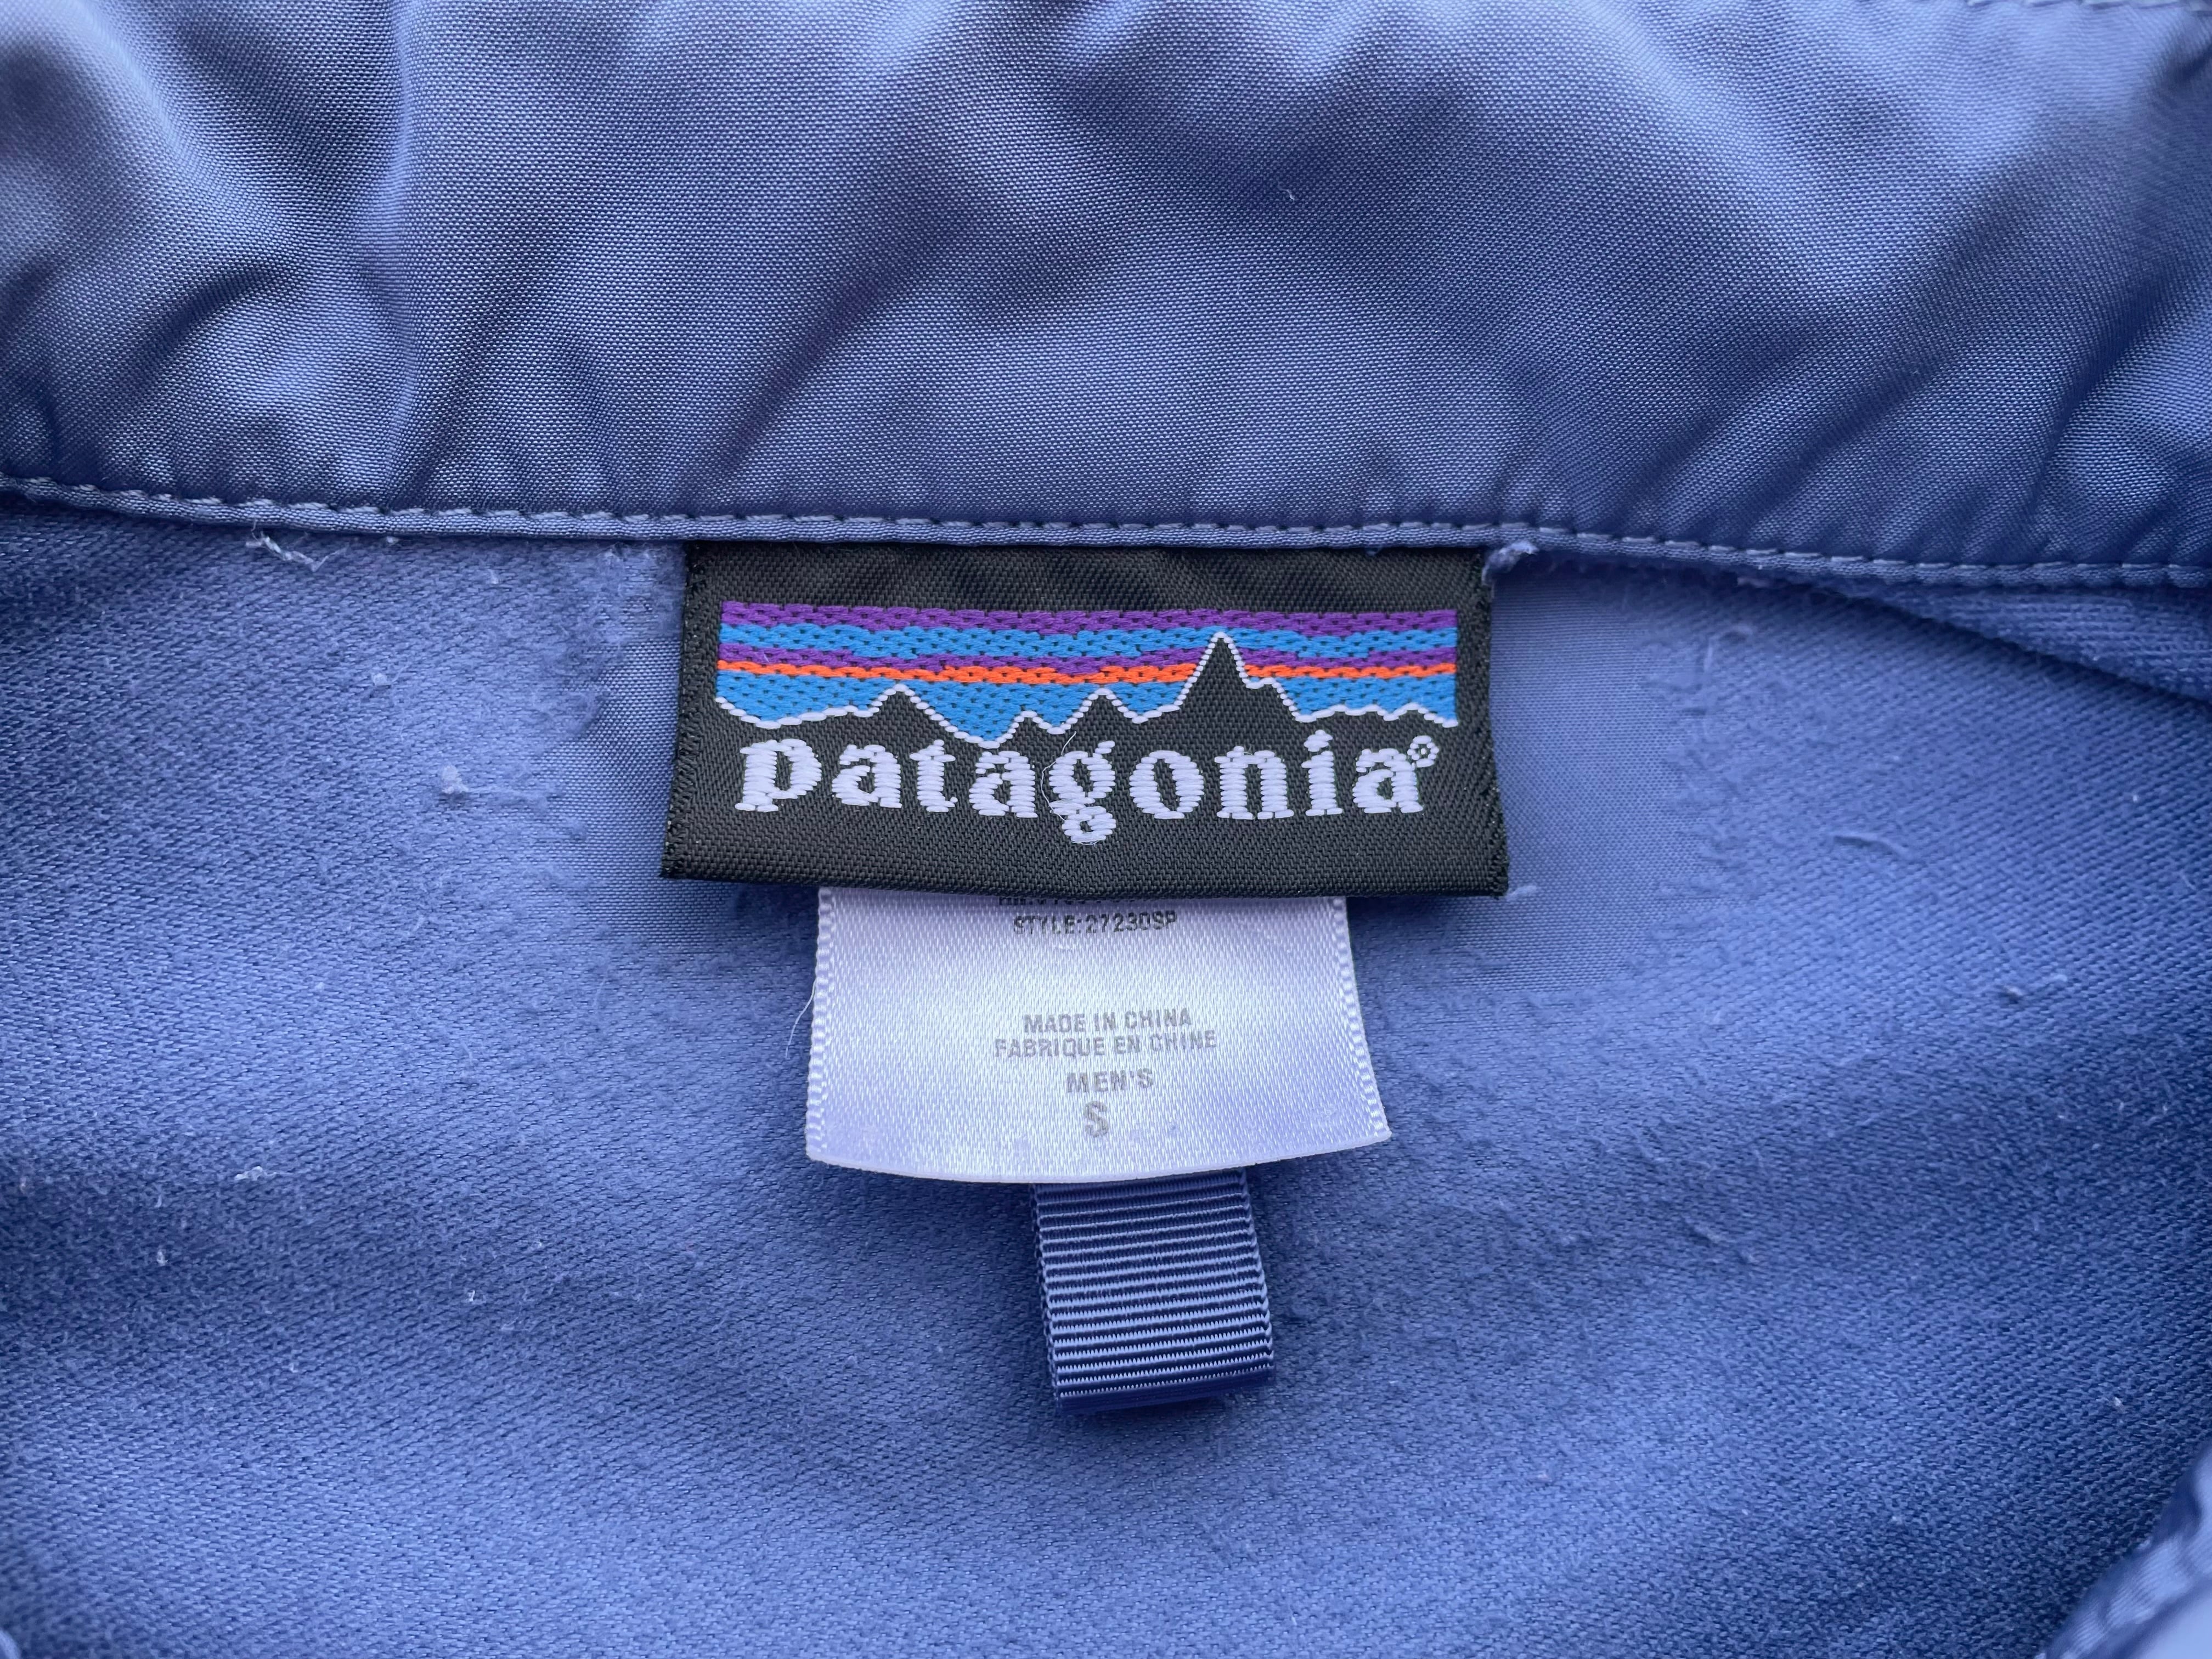 patagonia®
STYLE:27230SP
MADE IN CHINA
FABRIQUE EN CHINE
MEN'S
S